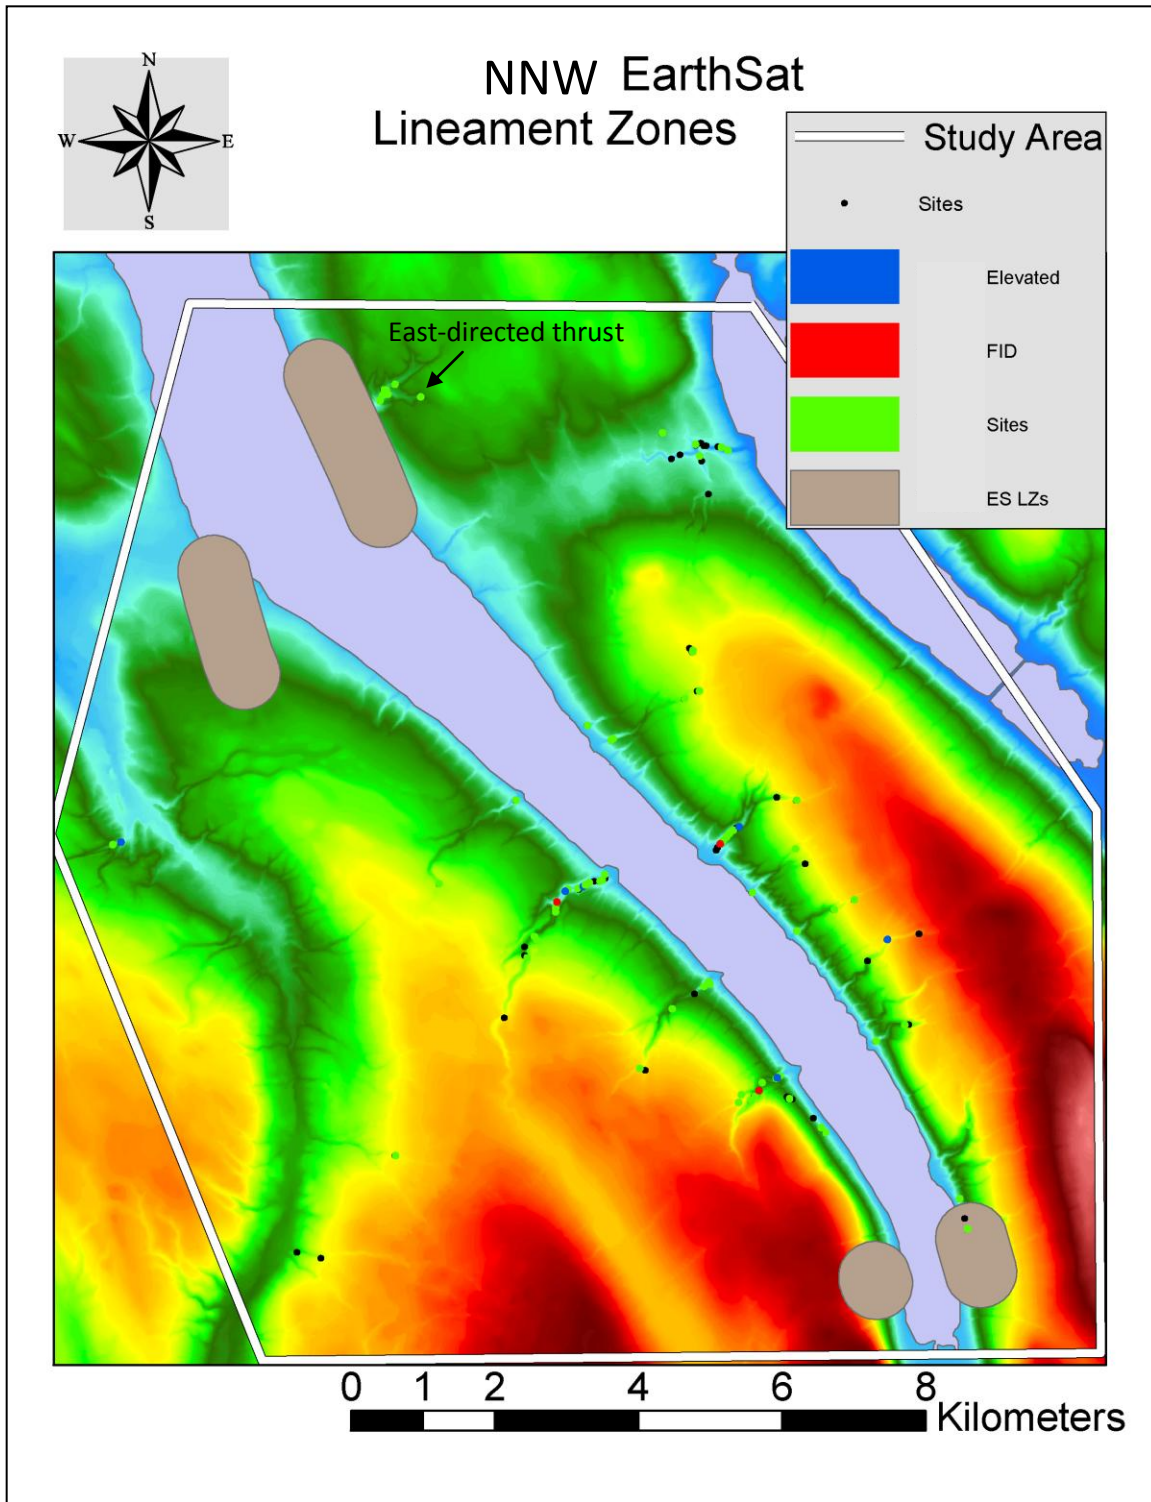 N
W
E
S
NNW EarthSat
Lineament Zones
Study Area
Sites
Elevated
FID
Sites
ES LZs
East-directed thrust
0 1 2 4 6 8
Kilometers